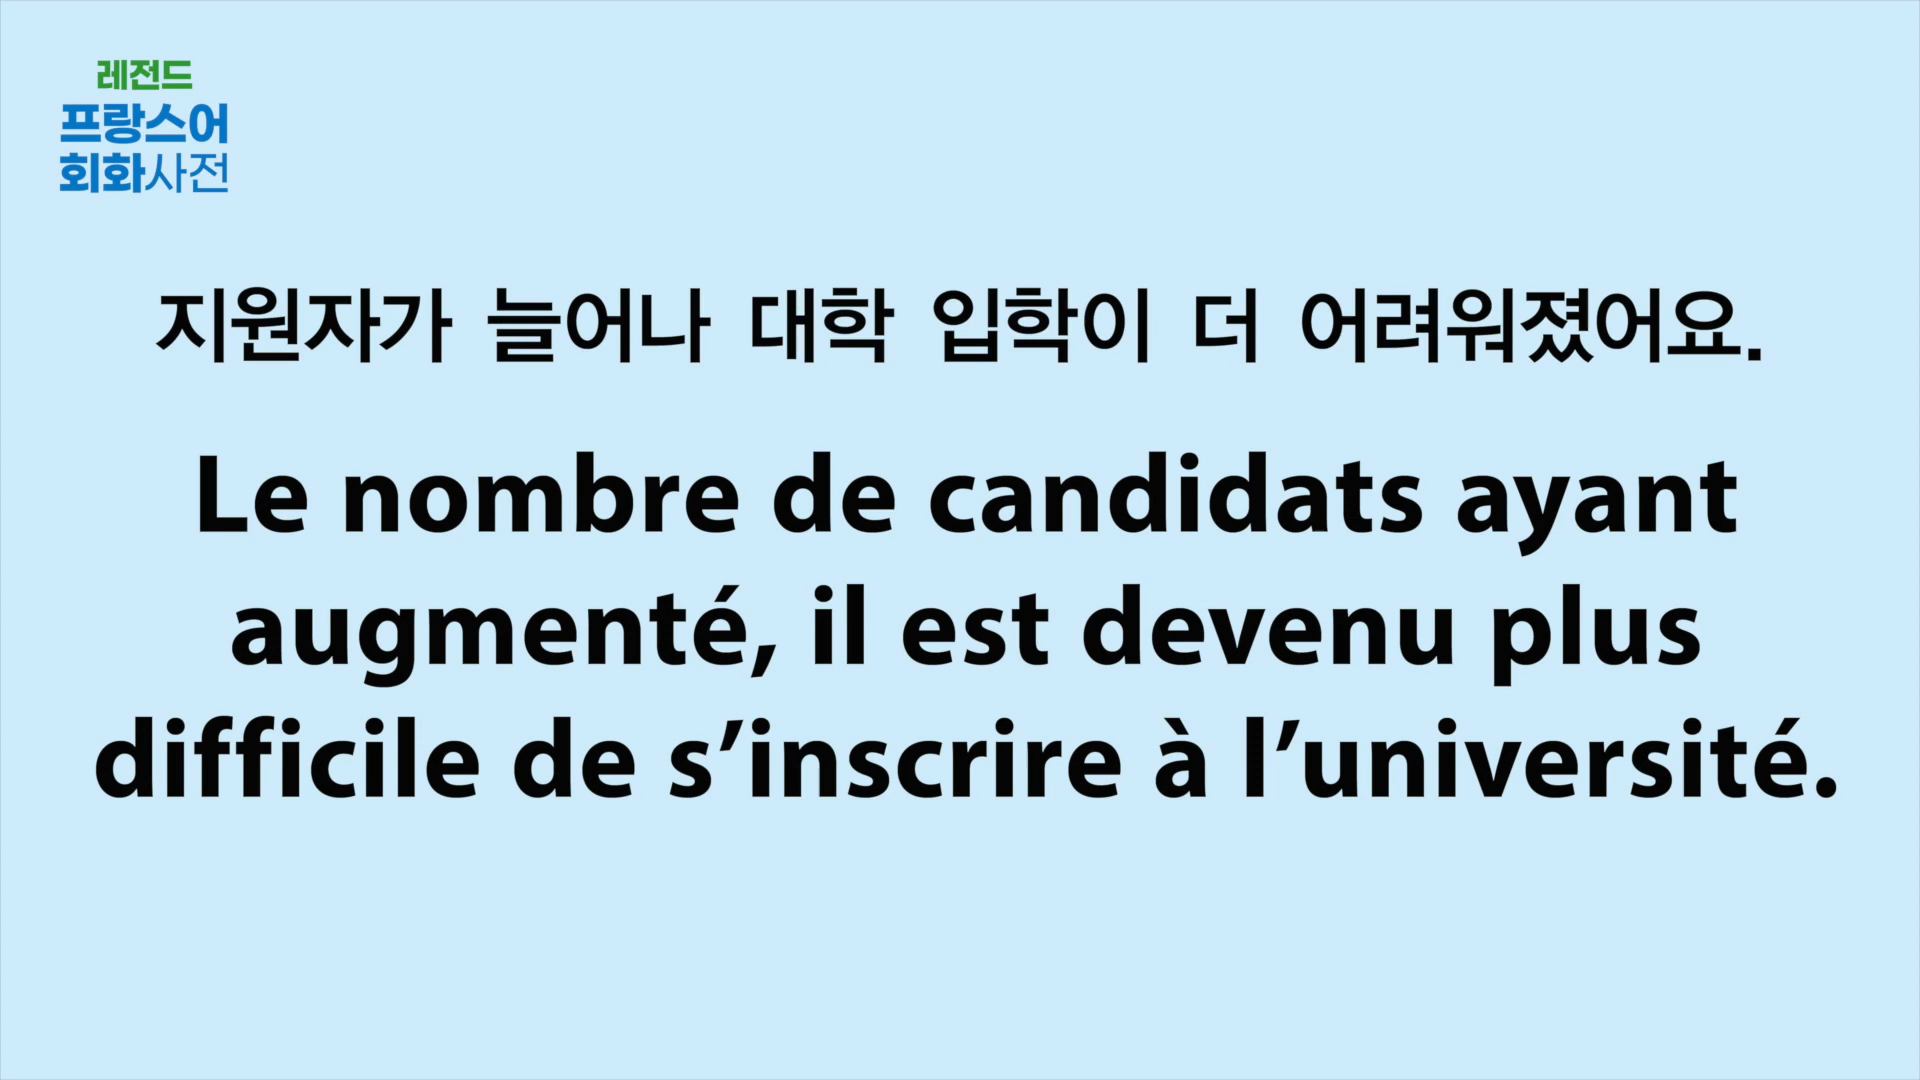 레전드
프랑스어
회화사전
지원자가 늘어나 대학 입학이 더 어려워졌어요.
Le nombre de candidats ayant
augmenté, il est devenu plus
difficile de s’inscrire à l’université.